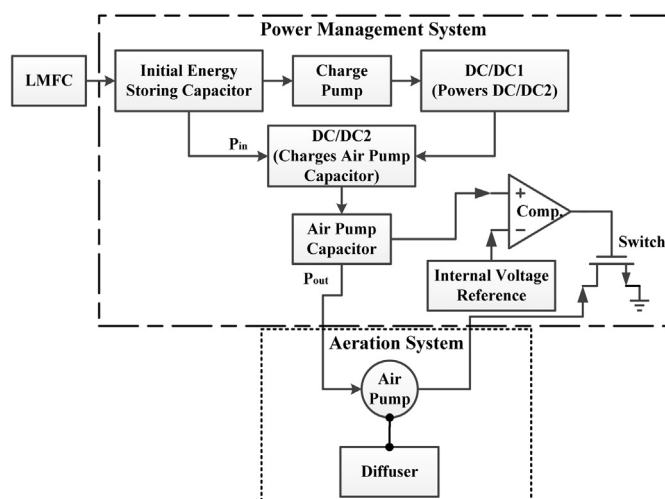 Power Management System
LMFC
Initial Energy
Storing Capacitor
Charge
Pump
DC/DC1
(Powers DC/DC2)
Pin
DC/DC2
(Charges Air Pump
Capacitor)
+
Comp.
−
Air Pump
Capacitor
Switch
Pout
Internal Voltage
Reference
Aeration System
Air
Pump
Diffuser